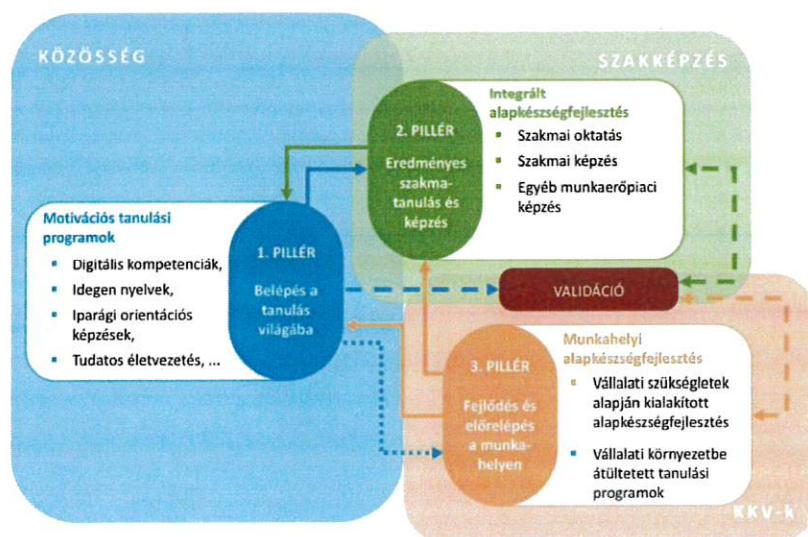 KÖZÖSSÉG
Motivációs tanulási
programok
Digitális kompetenciák,
Idegen nyelvek,
Iparági orientációs
képzések,
Tudatos életvezetés, ...
1. PILLÉR
Belépés a
tanulás
világába
SZAKKÉPZÉS
2. PILLÉR
Eredményes
szakma-
tanulás és
képzés
Integrált
alapkészségfejlesztés
Szakmai oktatás
Szakmai képzés
Egyéb munkaerőpiaci
képzés
VALIDÁCIÓ
3. PILLÉR
Fejlődés és
előrelépés
a munka-
helyen
Munkahelyi
alapkészségfejlesztés
Vállalati szükségletek
alapján kialakított
alapkészségfejlesztés
Vállalati környezetbe
átültetett tanulási
programok
KKV-k